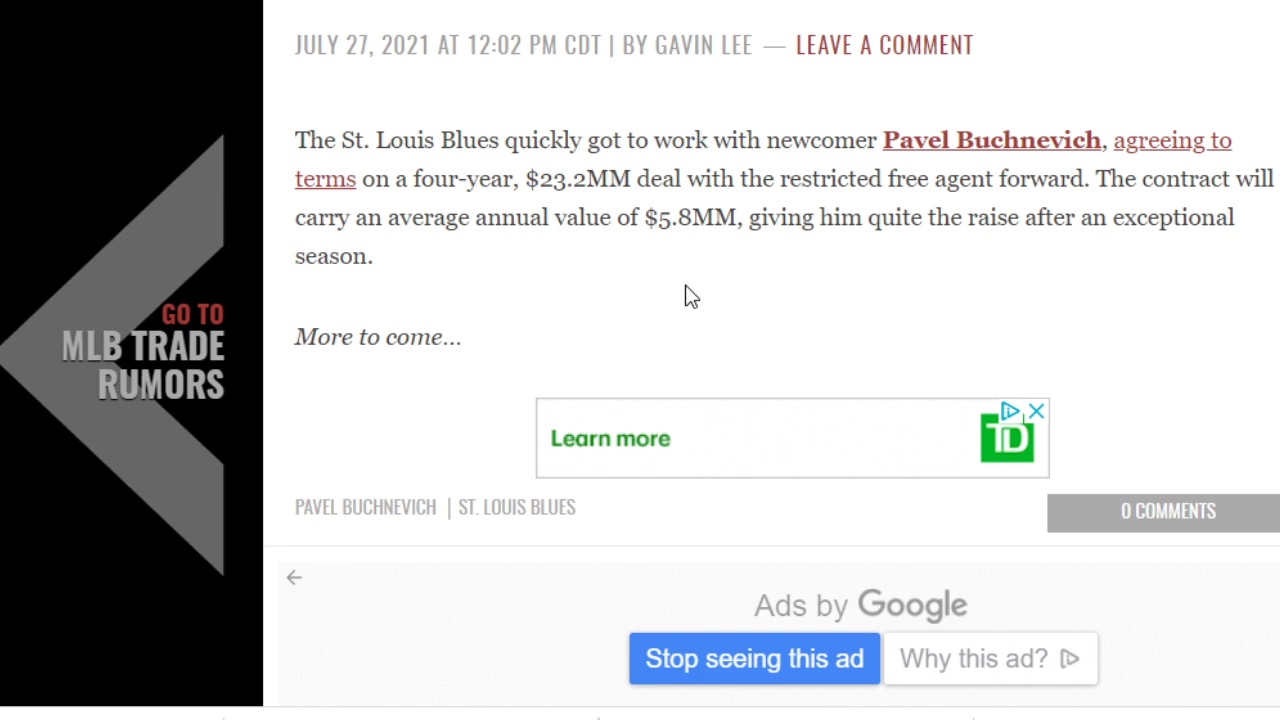 JULY 27, 2021 AT 12:02 PM CDT | BY GAVIN LEE — LEAVE A COMMENT
The St. Louis Blues quickly got to work with newcomer Pavel Buchnevich, agreeing to
terms on a four-year, $23.2MM deal with the restricted free agent forward. The contract will
carry an average annual value of $5.8MM, giving him quite the raise after an exceptional
season.
More to come…
GO TO
MLB TRADE
RUMORS
Learn more
TD
PAVEL BUCHNEVICH | ST. LOUIS BLUES
0 COMMENTS
Ads by Google
Stop seeing this ad
Why this ad?